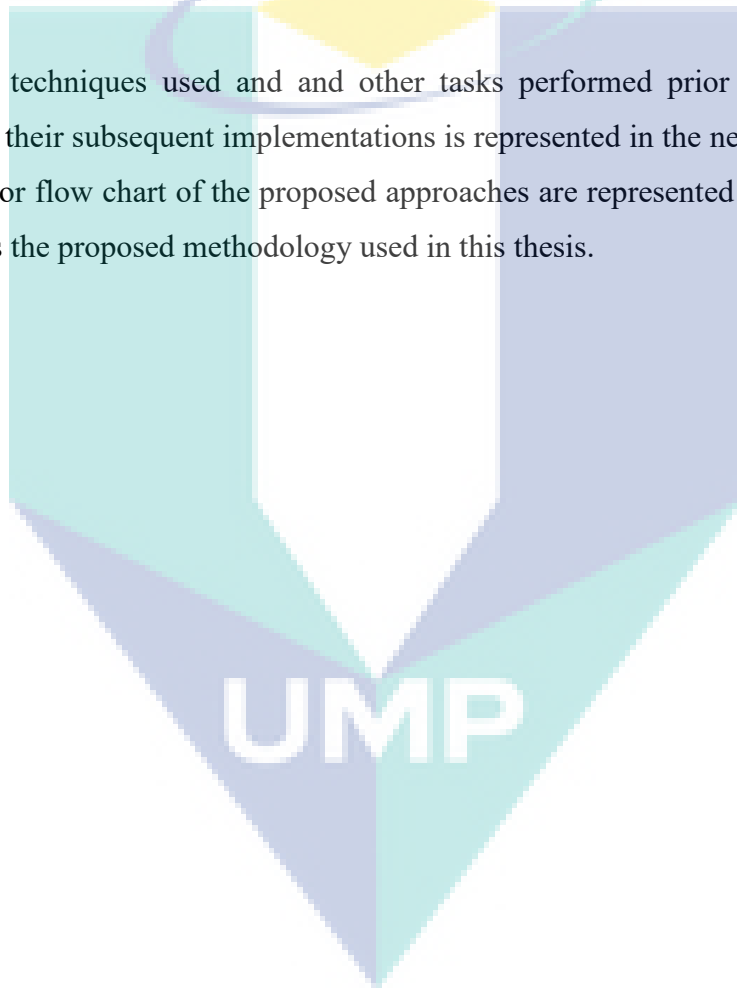 techniques used and and other tasks performed prior
their subsequent implementations is represented in the ne
or flow chart of the proposed approaches are represented
s the proposed methodology used in this thesis.
UMP